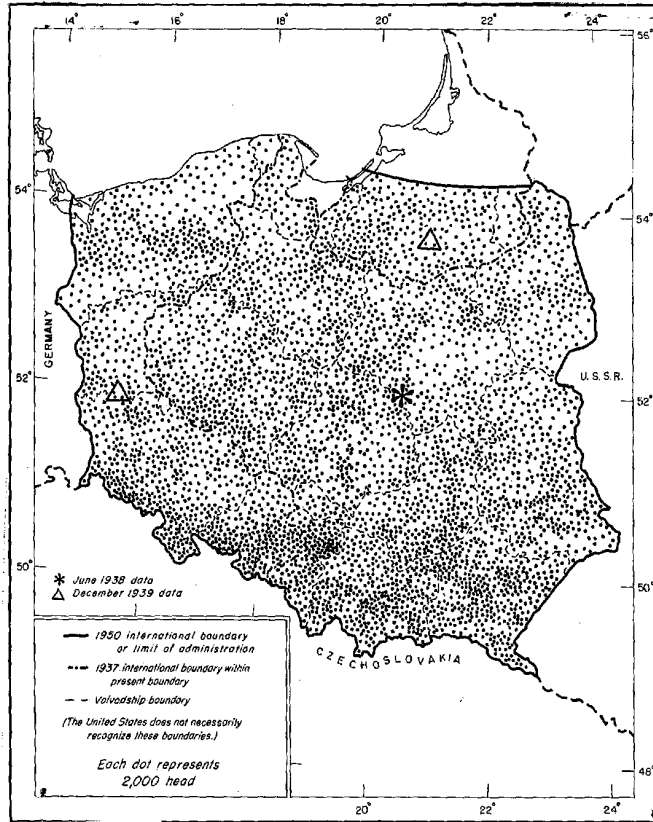 14° 16° 18° 20° 22° 24°
56°
54° 54°
GERMANY
52° U.S.S.R. 52°
50° 50°
* June 1938 data
△ December 1939 data
CZECHOSLOVAKIA
1950 international boundary
or limit of administration
1937 international boundary within
present boundary
Voivodship boundary
(The United States does not necessarily
recognize these boundaries.)
Each dot represents
2,000 head
48°
20° 22° 24°